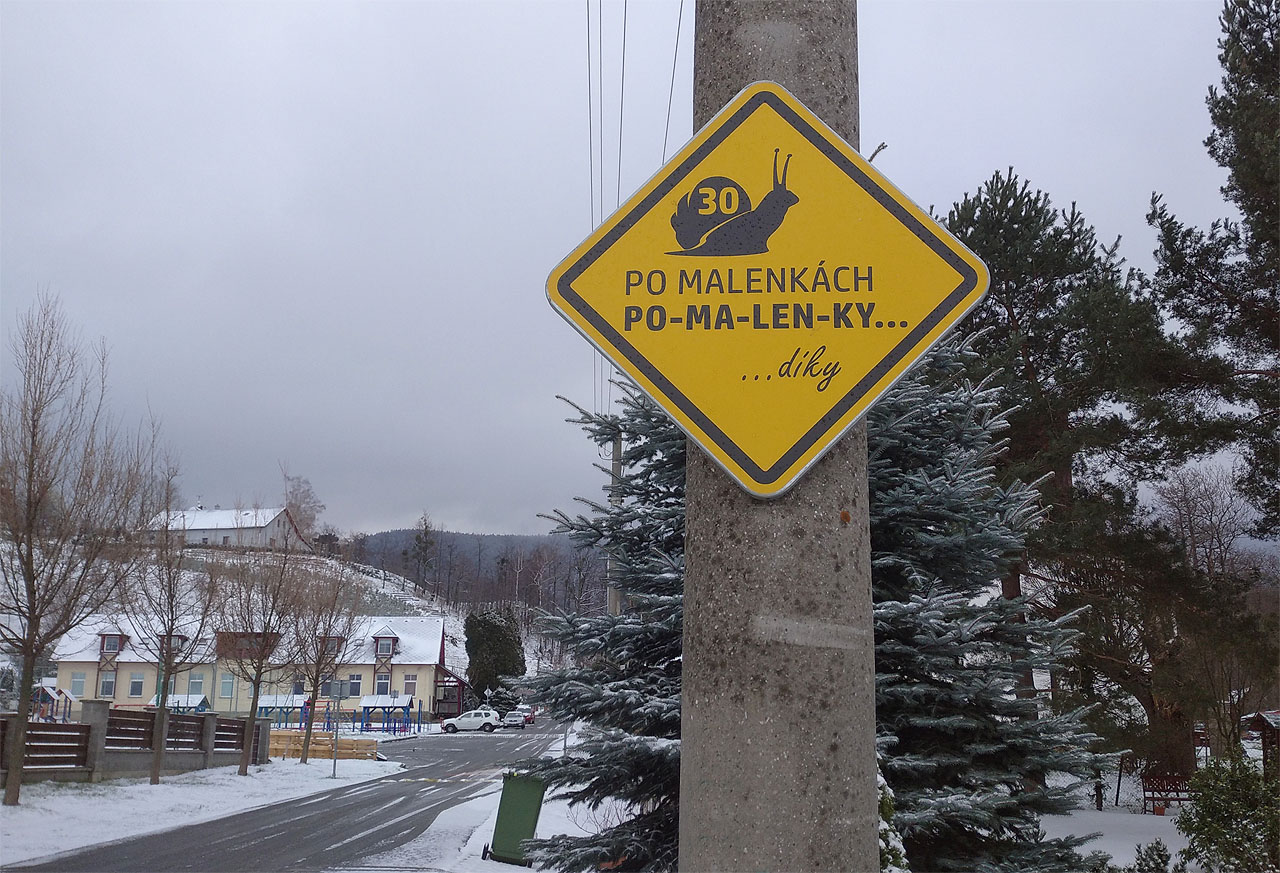 30
PO MALENKÁCH
PO-MA-LEN-KY...
...díky